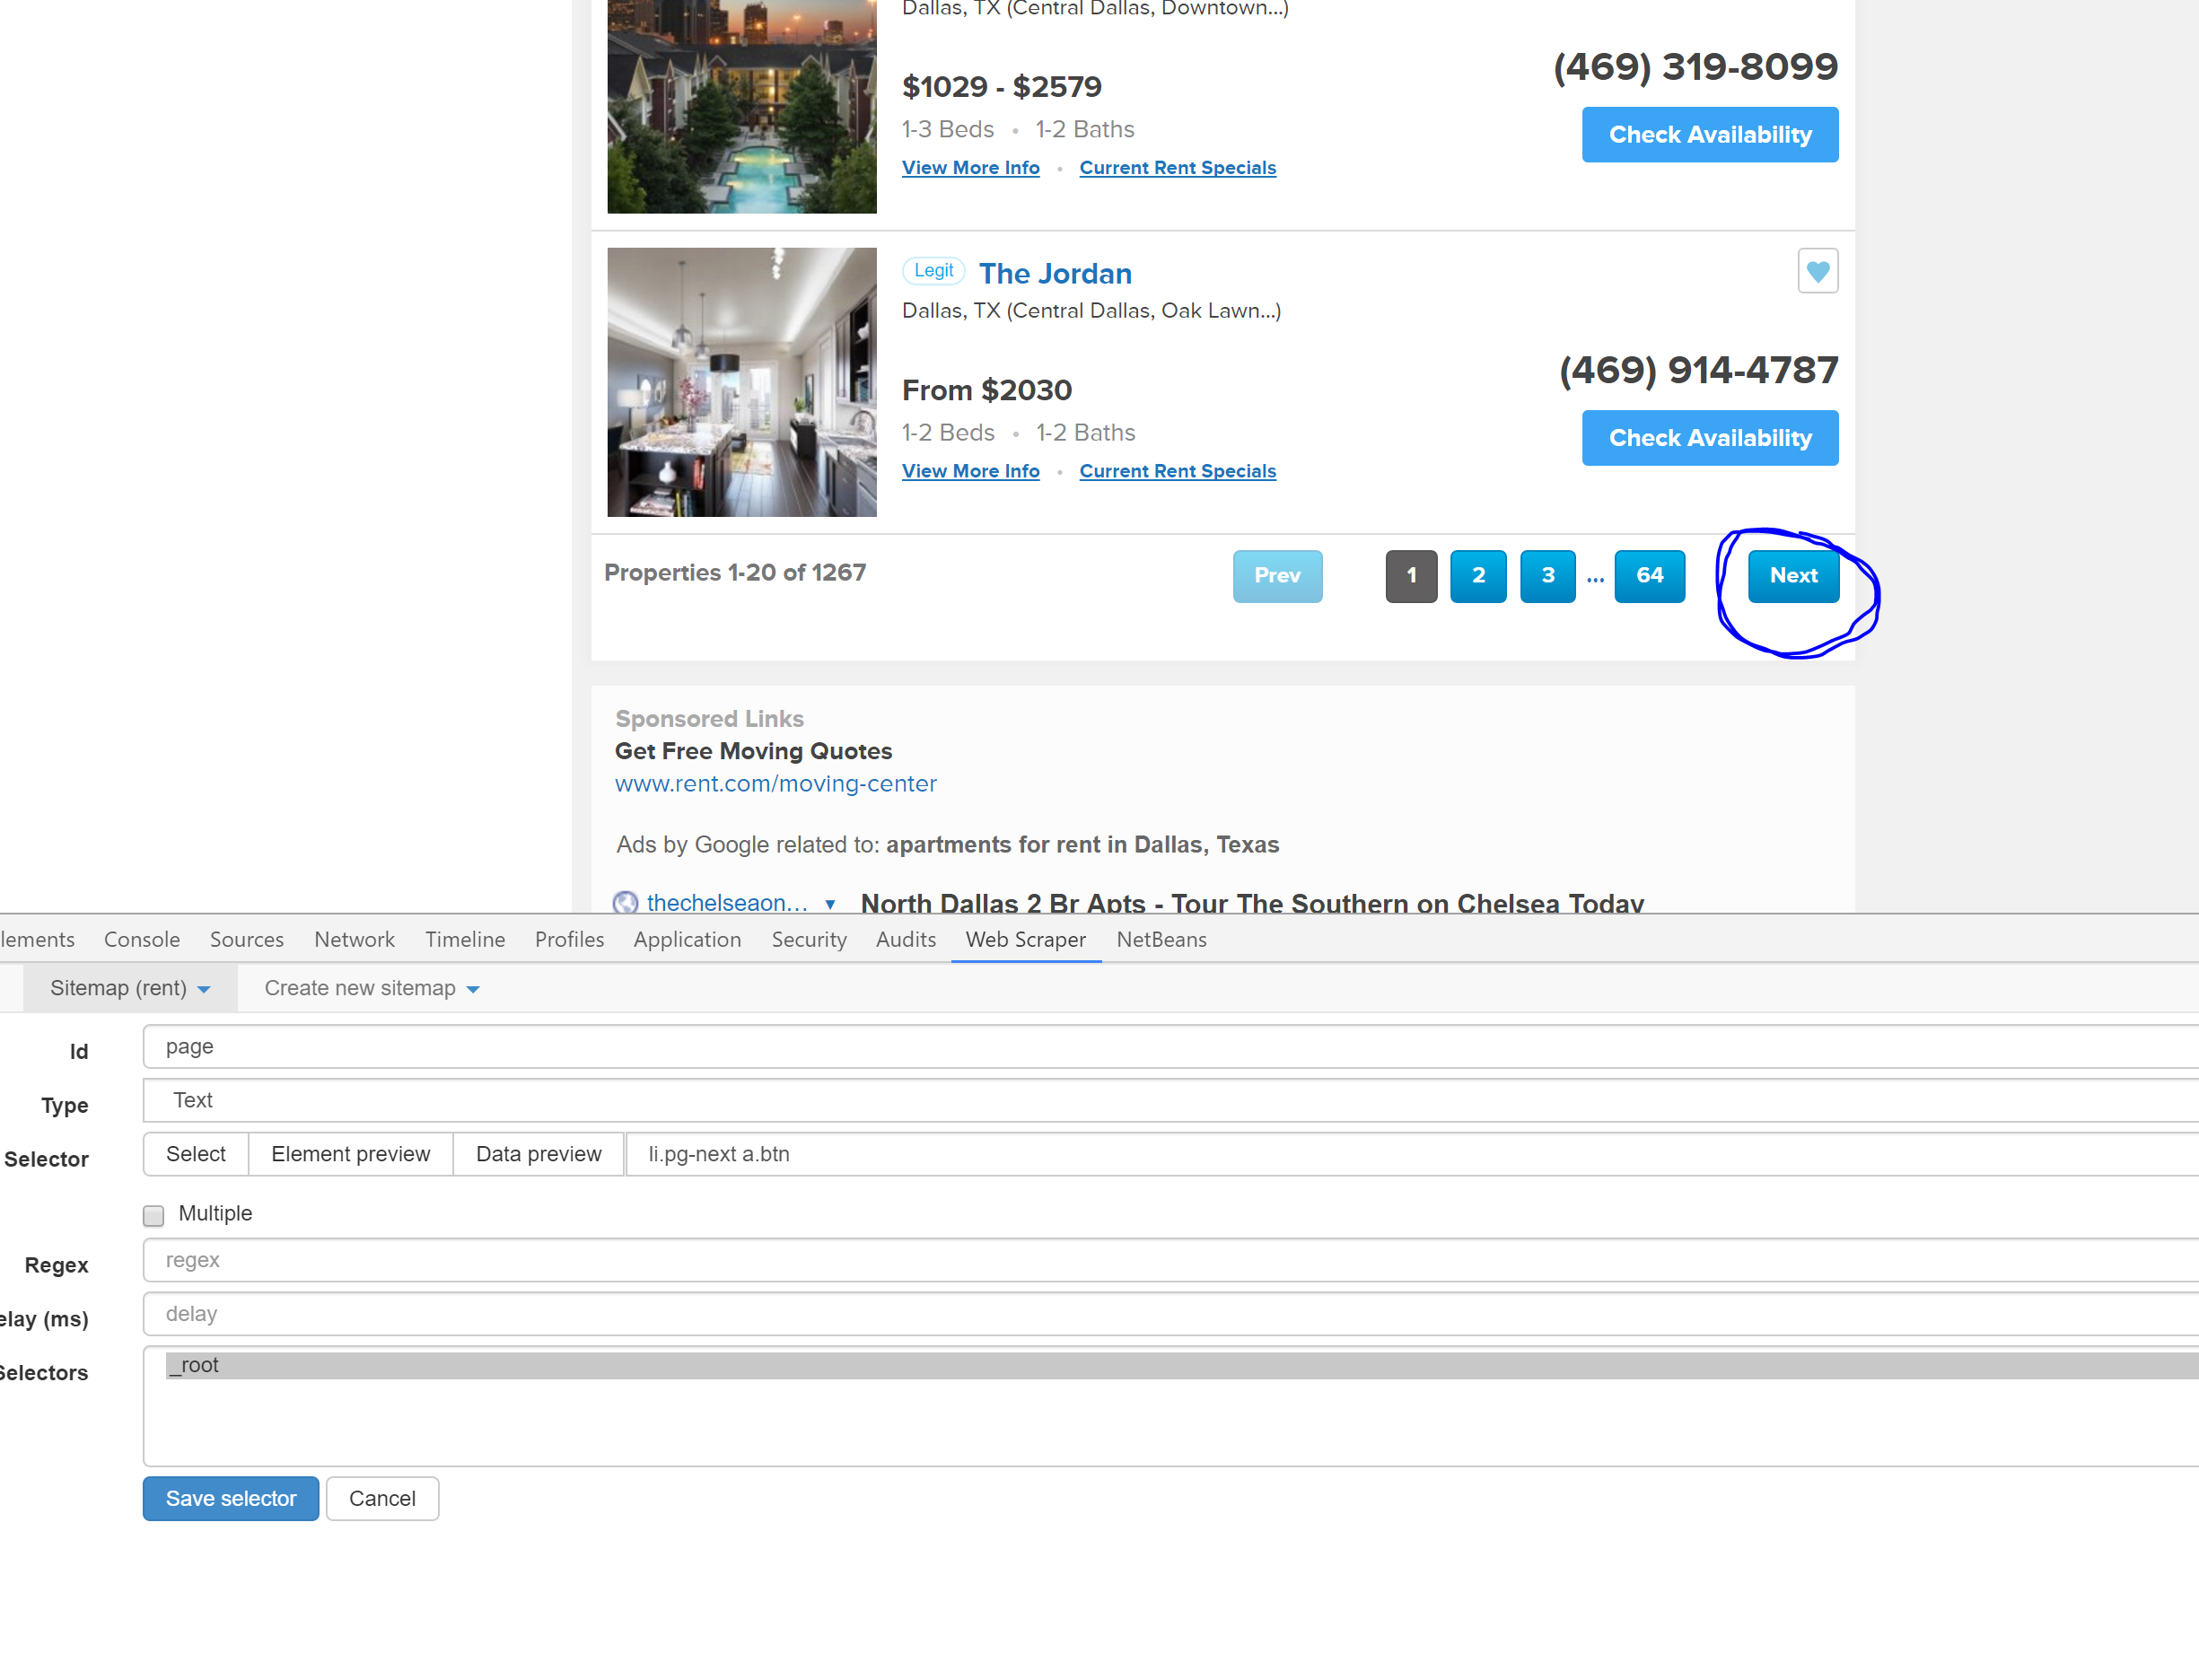 Dallas, TX (Central Dallas, Downtown...)
(469) 319-8099
$1029 - $2579
1-3 Beds • 1-2 Baths
Check Availability
View More Info • Current Rent Specials
Legit The Jordan
Dallas, TX (Central Dallas, Oak Lawn...)
(469) 914-4787
From $2030
1-2 Beds • 1-2 Baths
Check Availability
View More Info • Current Rent Specials
Properties 1-20 of 1267 Prev 1 2 3 ... 64 Next
Sponsored Links
Get Free Moving Quotes
www.rent.com/moving-center
Ads by Google related to: apartments for rent in Dallas, Texas
thechelseaon... North Dallas 2 Br Apts - Tour The Southern on Chelsea Today
lements Console Sources Network Timeline Profiles Application Security Audits Web Scraper NetBeans
Sitemap (rent) Create new sitemap
Id page
Type Text
Selector Select Element preview Data preview li.pg-next a.btn
Multiple
Regex regex
elay (ms) delay
Selectors _root
Save selector Cancel